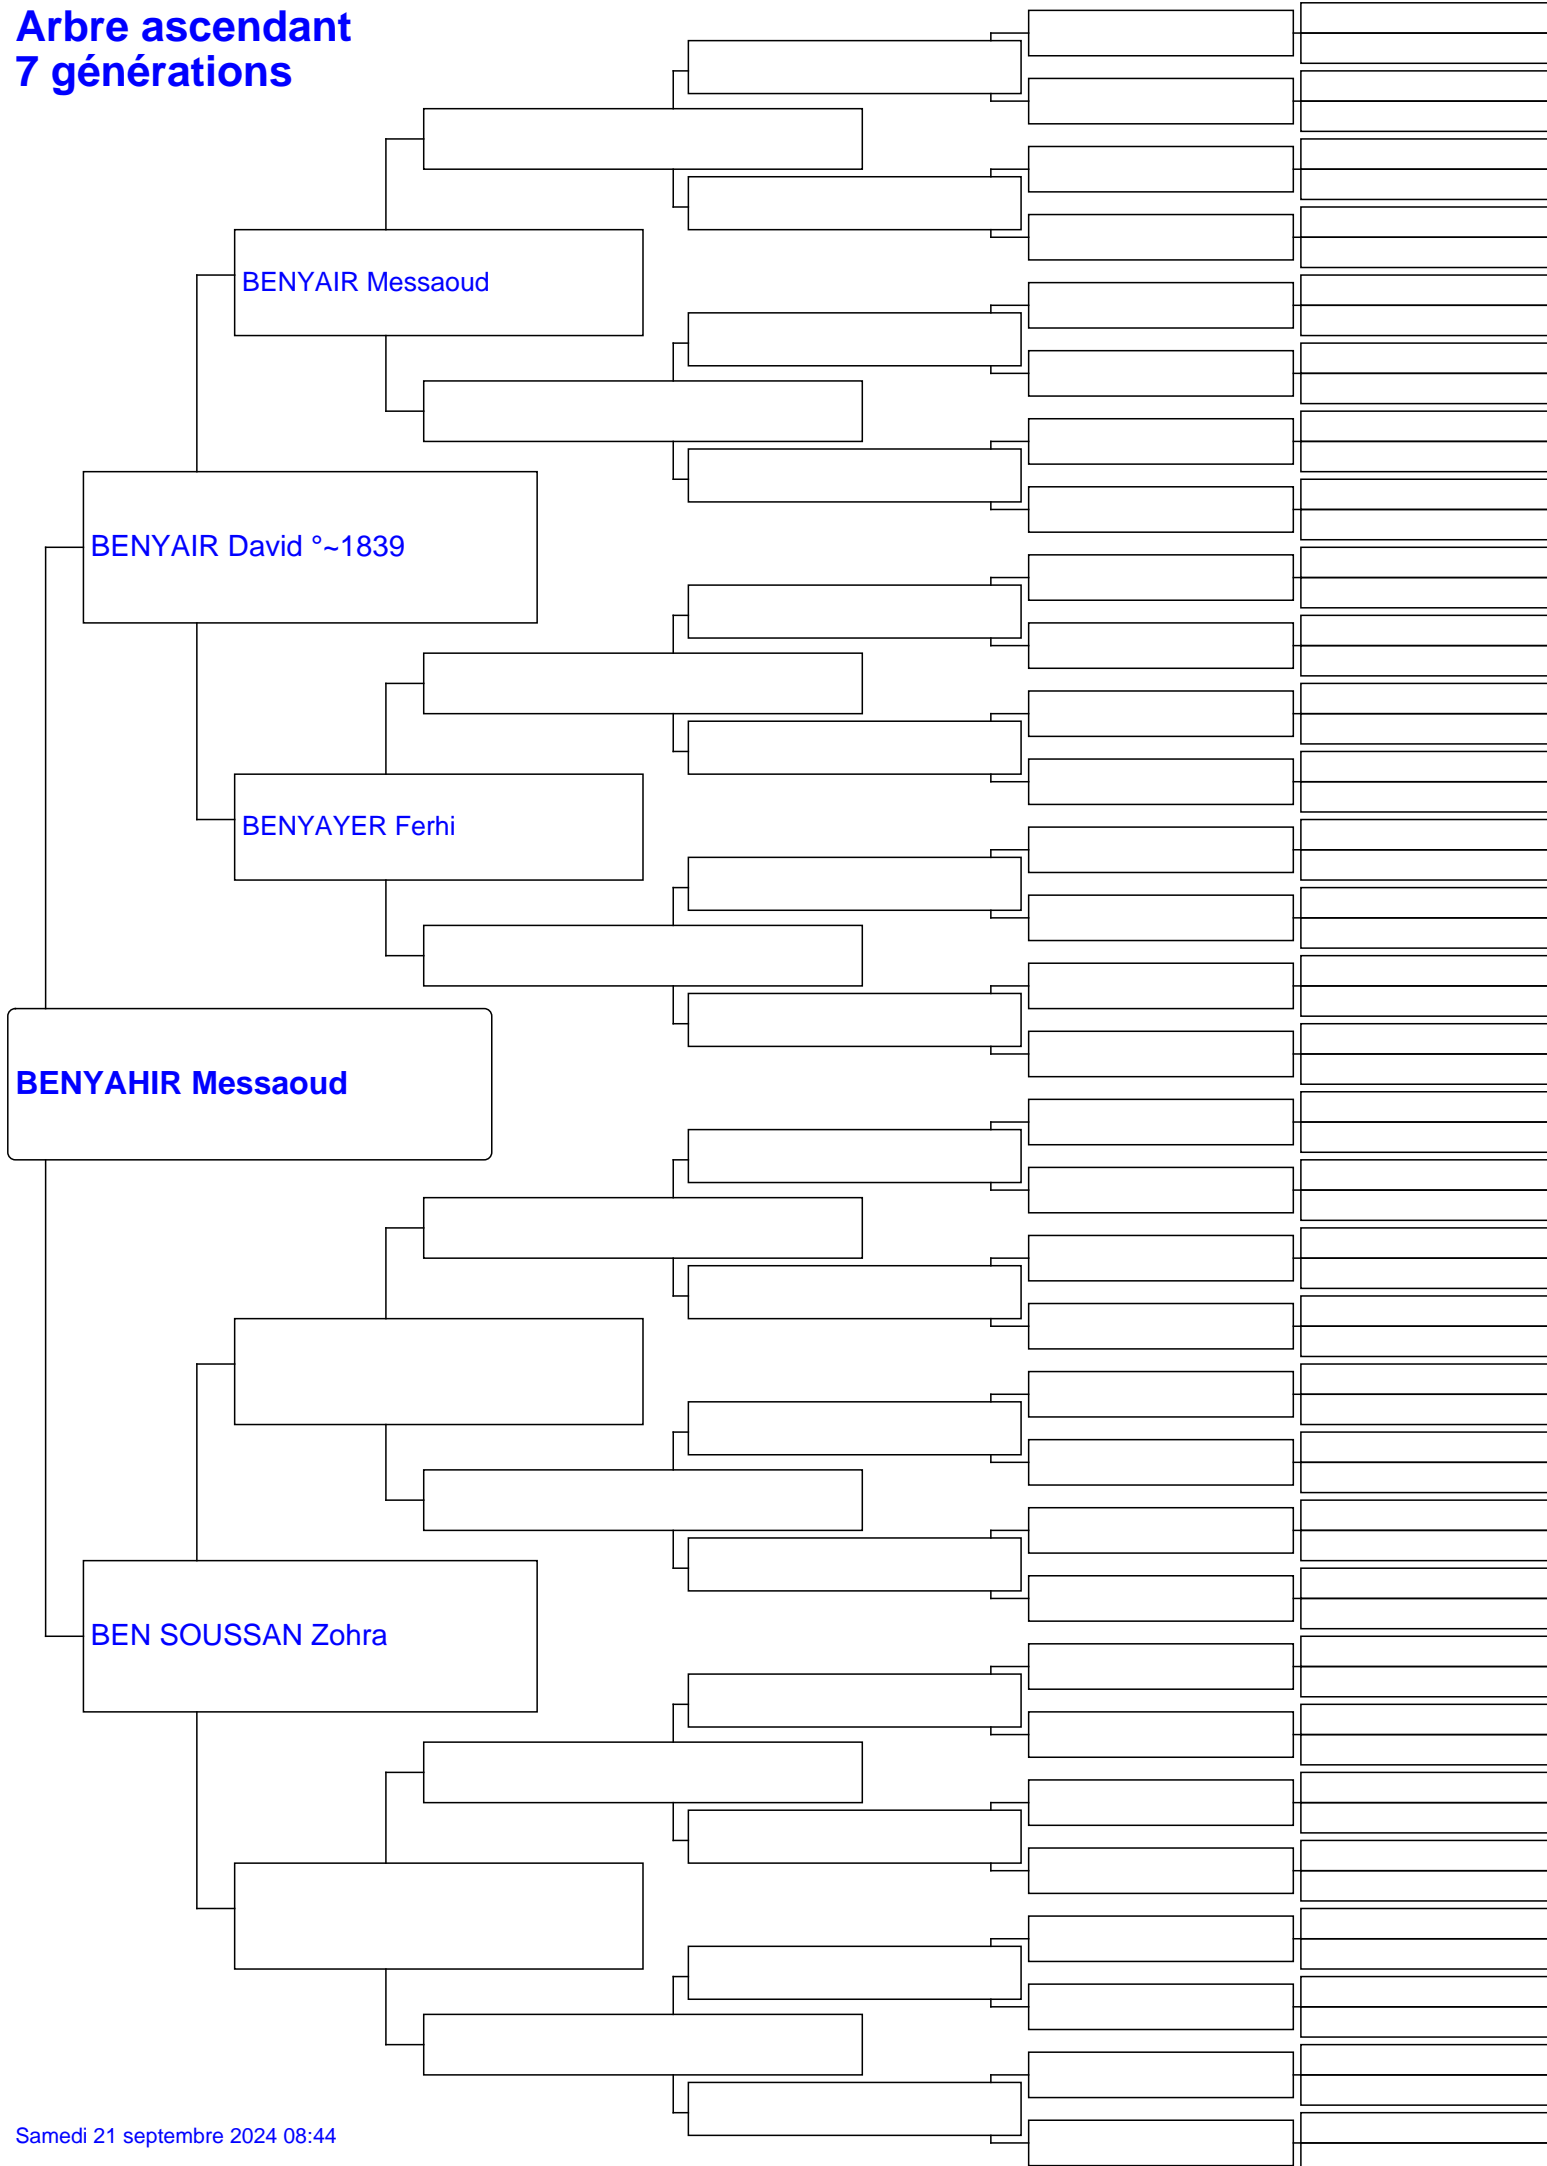 Arbre ascendant
7 générations
BENYAIR Messaoud
BENYAIR David °~1839
BENYAYER Ferhi
BENYAHIR Messaoud
BEN SOUSSAN Zohra
Samedi 21 septembre 2024 08:44